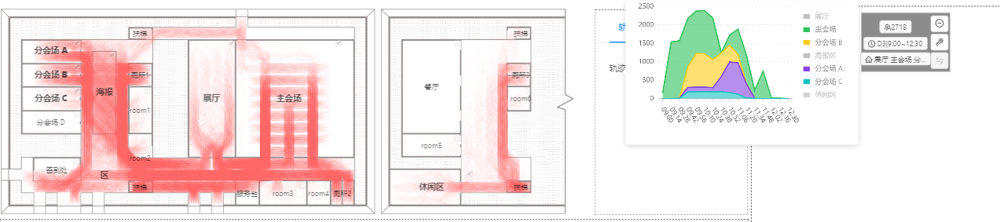 扶梯
分会场 A
分会场 B
分会场 C
分会场 D
海报
区
厕所1
room1
room2
展厅
主会场
签到处
扶梯
服务台
room3
room4
厕所2
扶梯
餐厅
厕所3
room6
room5
休闲区
扶梯
轨迹
2500
2000
1500
1000
500
0
09:00
09:14
09:28
09:42
09:56
10:10
10:24
10:38
10:52
11:06
11:20
11:34
11:48
12:02
12:16
12:30
展厅
主会场
分会场 B
海报区
分会场 A
分会场 C
休闲区
2718
D3|9:00~12:30
展厅 主会场 分...